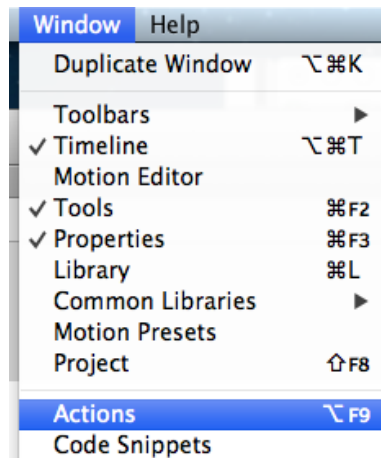 Window Help
Duplicate Window ⌥⌘K
Toolbars ▶
✓ Timeline ⌥⌘T
Motion Editor
✓ Tools ⌘F2
✓ Properties ⌘F3
Library ⌘L
Common Libraries ▶
Motion Presets
Project ⇧F8
Actions ⌥F9
Code Snippets